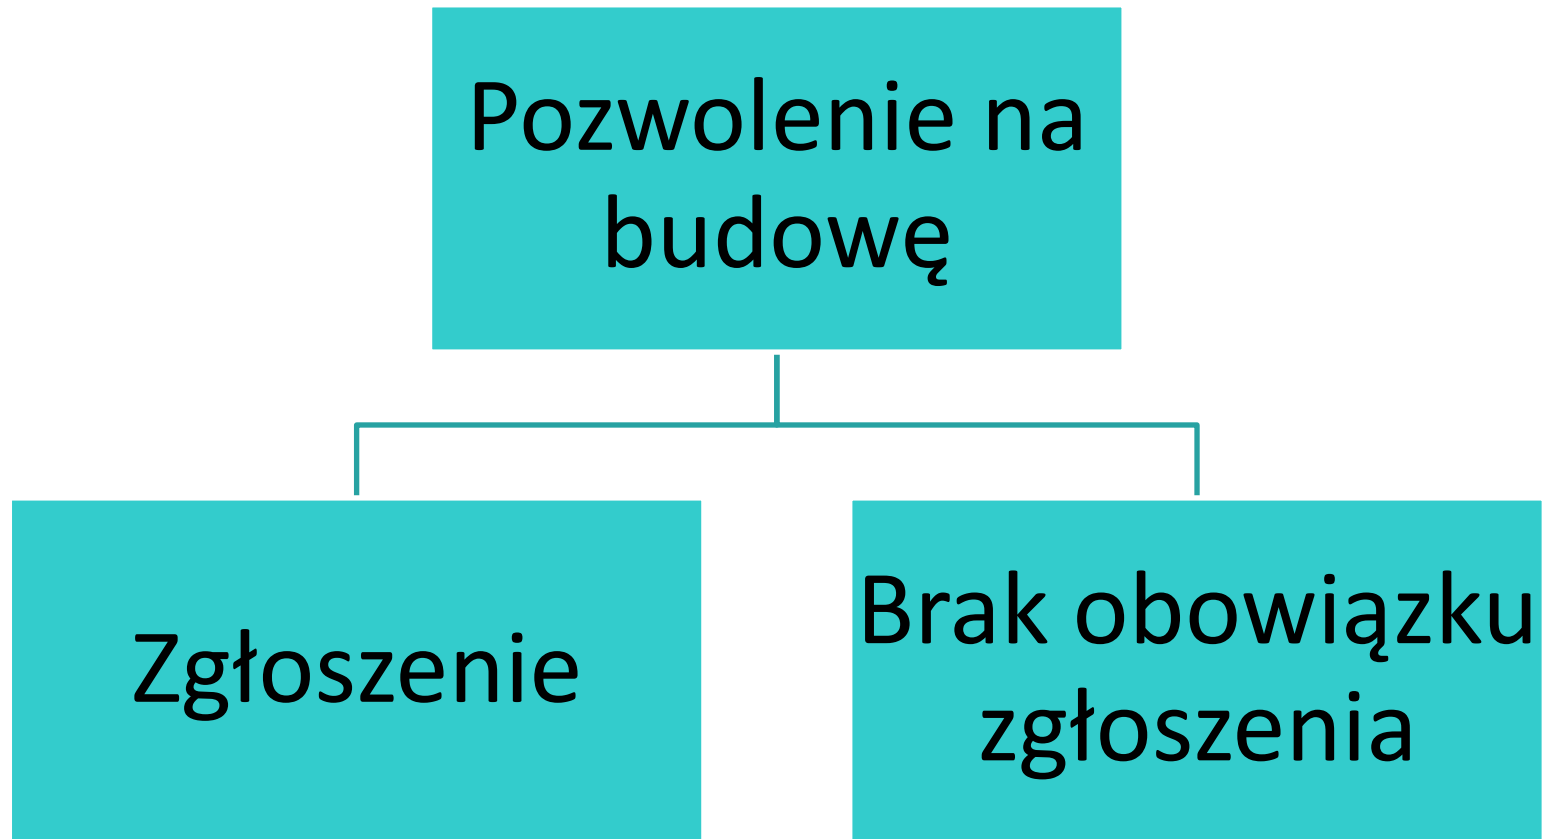 Pozwolenie na
budowę
Zgłoszenie
Brak obowiązku
zgłoszenia